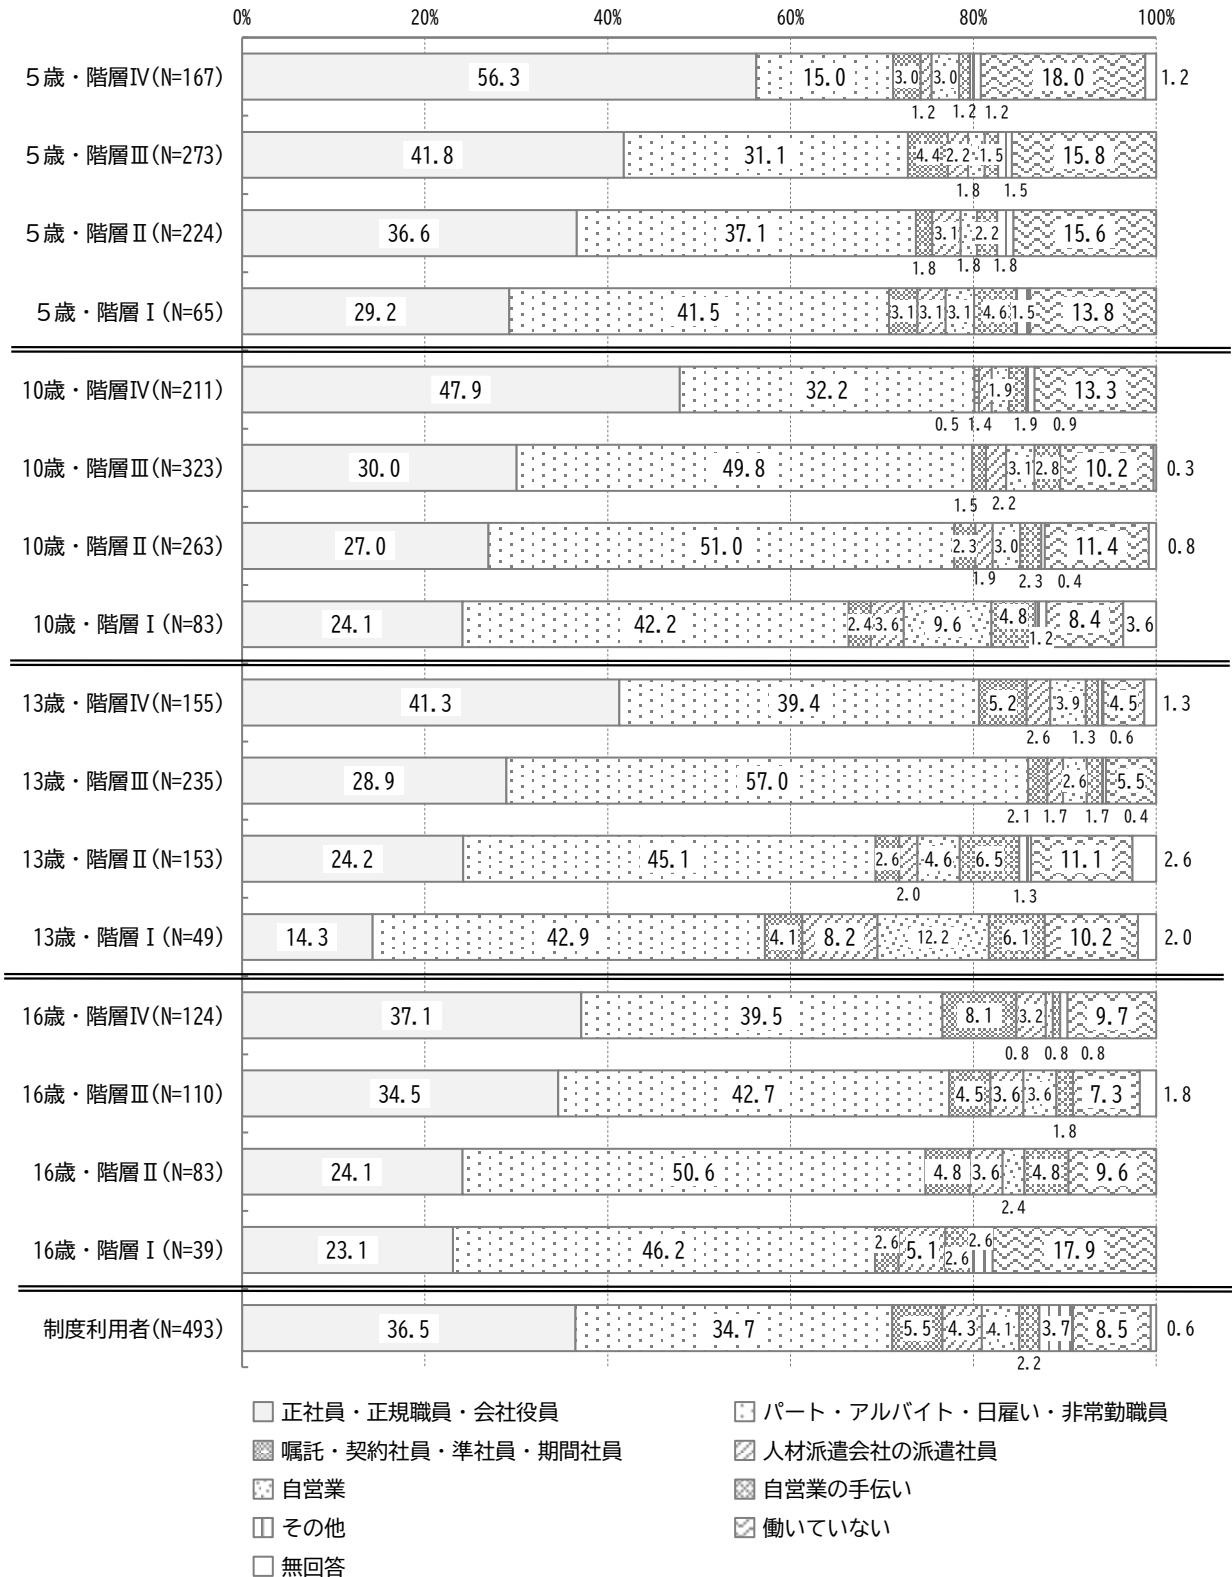 0% 20% 40% 60% 80% 100%
５歳・階層Ⅳ(N=167) 56.3 15.0 3.0 3.0 18.0 1.2
1.2 1.2 1.2
５歳・階層Ⅲ(N=273) 41.8 31.1 4.4 2.2 1.5 15.8
1.8 1.5
５歳・階層Ⅱ(N=224) 36.6 37.1 3.1 2.2 15.6
1.8 1.8 1.8
５歳・階層Ⅰ(N=65) 29.2 41.5 3.1 3.1 3.1 4.6 1.5 13.8
10歳・階層Ⅳ(N=211) 47.9 32.2 1.9 13.3
0.5 1.4 1.9 0.9
10歳・階層Ⅲ(N=323) 30.0 49.8 3.1 2.8 10.2 0.3
1.5 2.2
10歳・階層Ⅱ(N=263) 27.0 51.0 2.3 3.0 11.4 0.8
1.9 2.3 0.4
10歳・階層Ⅰ(N=83) 24.1 42.2 2.4 3.6 9.6 4.8 8.4 3.6
1.2
13歳・階層Ⅳ(N=155) 41.3 39.4 5.2 3.9 4.5 1.3
2.6 1.3 0.6
13歳・階層Ⅲ(N=235) 28.9 57.0 2.6 5.5
2.1 1.7 1.7 0.4
13歳・階層Ⅱ(N=153) 24.2 45.1 2.6 4.6 6.5 11.1 2.6
2.0 1.3
13歳・階層Ⅰ(N=49) 14.3 42.9 4.1 8.2 12.2 6.1 10.2 2.0
16歳・階層Ⅳ(N=124) 37.1 39.5 8.1 3.2 9.7
0.8 0.8 0.8
16歳・階層Ⅲ(N=110) 34.5 42.7 4.5 3.6 3.6 7.3 1.8
1.8
16歳・階層Ⅱ(N=83) 24.1 50.6 4.8 3.6 4.8 9.6
2.4
16歳・階層Ⅰ(N=39) 23.1 46.2 2.6 5.1 2.6 2.6 17.9
制度利用者(N=493) 36.5 34.7 5.5 4.3 4.1 3.7 8.5 0.6
2.2
正社員・正規職員・会社役員 パート・アルバイト・日雇い・非常勤職員
嘱託・契約社員・準社員・期間社員 人材派遣会社の派遣社員
自営業 自営業の手伝い
その他 働いていない
無回答